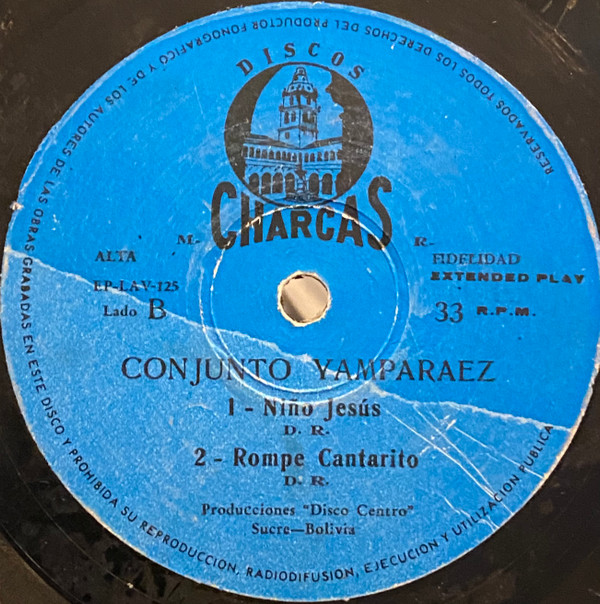 RESERVADOS TODOS LOS DERECHOS DEL PRODUCTOR FONOGRAFICO Y DE LOS AUTORES DE LAS OBRAS GRABADAS EN ESTE DISCO Y PROHIBIDA SU REPRODUCCION, RADIODIFUSION, EJECUCION Y UTILIZACION PUBLICA
DISCOS
CHARCAS
M. R.
ALTA FIDELIDAD
EXTENDED PLAY
EP-LAV-125
Lado B 33 R.P.M.
CONJUNTO YAMPARAEZ
1 - Niño Jesús
D. R.
2 - Rompe Cantarito
D. R.
Producciones "Disco Centro"
Sucre—Bolivia